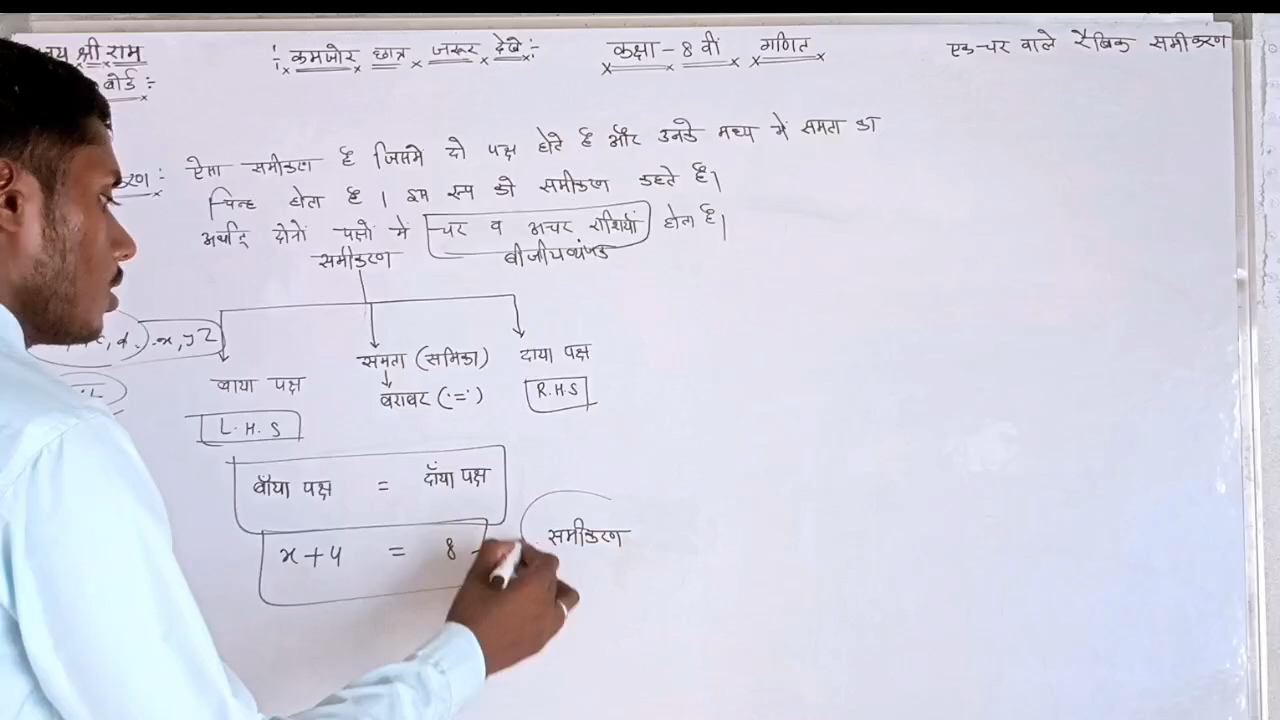 श्री राम
÷ कमजोर छात्र जरूर देखे ÷
कक्षा - 8 वीं गणित
एक-चर वाले रैखिक समीकरण
बोर्ड ÷
ऐसा समीकरण है जिसमे दो पक्ष होते है और उनके मध्य में समता का
चिन्ह होता है। इस रूप को समीकरण कहते है।
अर्थात् दोनो पक्षों में चर व अचर राशियाँ होता है।
समीकरण बीजीयव्यंजक
x, y z
समता (समिका) दाया पक्ष
बाया पक्ष बराबर ('=') R.H.S
L.H.S
बाँया पक्ष = दाँया पक्ष
x+4 = 8 समीकरण